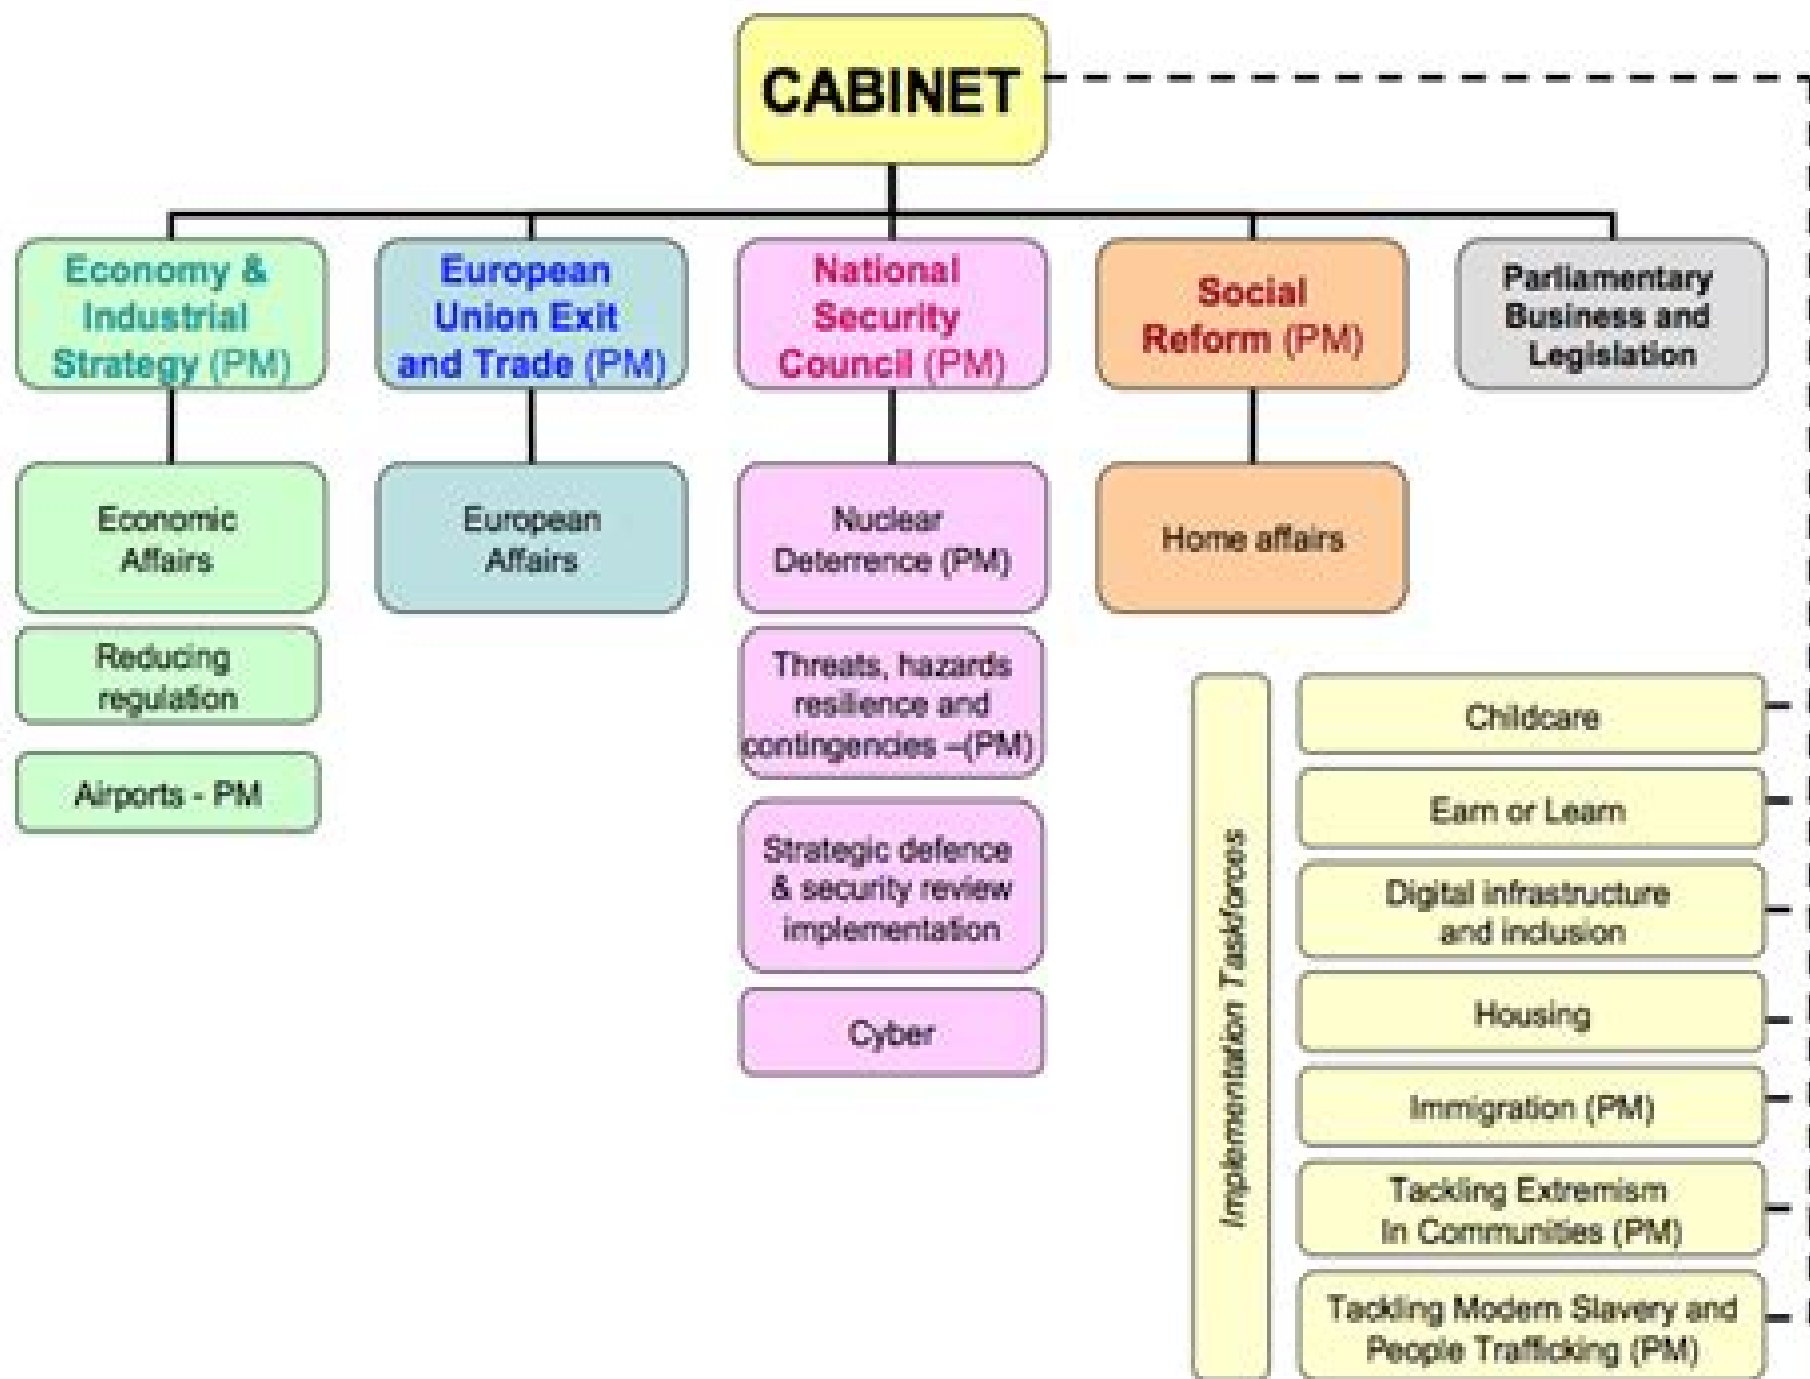 CABINET
Economy &
Industrial
Strategy (PM)
European
Union Exit
and Trade (PM)
National
Security
Council (PM)
Social
Reform (PM)
Parliamentary
Business and
Legislation
Economic
Affairs
European
Affairs
Nuclear
Deterrence (PM)
Home affairs
Reducing
regulation
Airports - PM
Threats, hazards
resilience and
contingencies –(PM)
Strategic defence
& security review
implementation
Cyber
Implementation Taskforces
Childcare
Earn or Learn
Digital infrastructure
and inclusion
Housing
Immigration (PM)
Tackling Extremism
In Communities (PM)
Tackling Modern Slavery and
People Trafficking (PM)